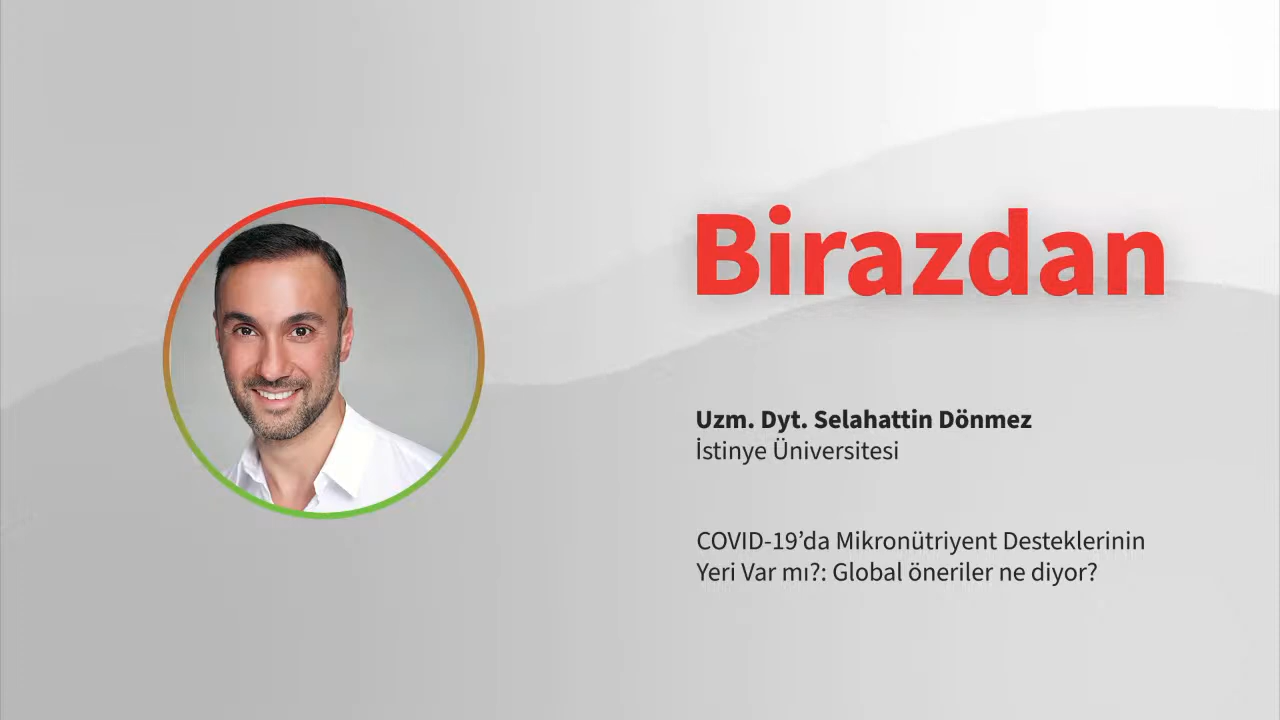 Birazdan
Uzm. Dyt. Selahattin Dönmez
İstinye Üniversitesi
COVID-19’da Mikronütriyent Desteklerinin
Yeri Var mı?: Global öneriler ne diyor?